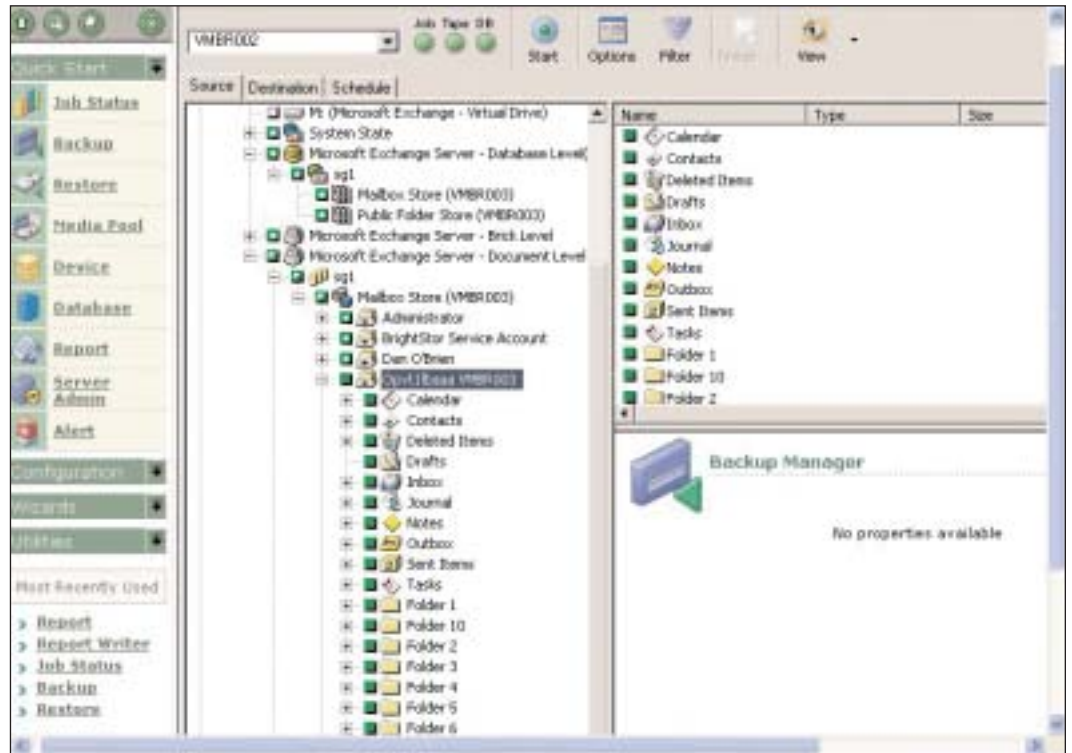 VMBR002
Job Tape DB
Start
Options
Filter
View
Source
Destination
Schedule
Quick Start
Job Status
Backup
Restore
Media Pool
Device
Database
Report
Server Admin
Alert
Configuration
Wizards
Utilities
Most Recently Used
Report
Report Writer
Job Status
Backup
Restore
M: (Microsoft Exchange - Virtual Drive)
System State
Microsoft Exchange Server - Database Level(
sg1
Mailbox Store (VMBR003)
Public Folder Store (VMBR003)
Microsoft Exchange Server - Brick Level
Microsoft Exchange Server - Document Level
sg1
Mailbox Store (VMBR003)
Administrator
BrightStor Service Account
Dan O'Brien
VMBR003
Calendar
Contacts
Deleted Items
Drafts
Inbox
Journal
Notes
Outbox
Sent Items
Tasks
Folder 1
Folder 10
Folder 2
Folder 3
Folder 4
Folder 5
Folder 6
Name
Type
Size
Calendar
Contacts
Deleted Items
Drafts
Inbox
Journal
Notes
Outbox
Sent Items
Tasks
Folder 1
Folder 10
Folder 2
Backup Manager
No properties available